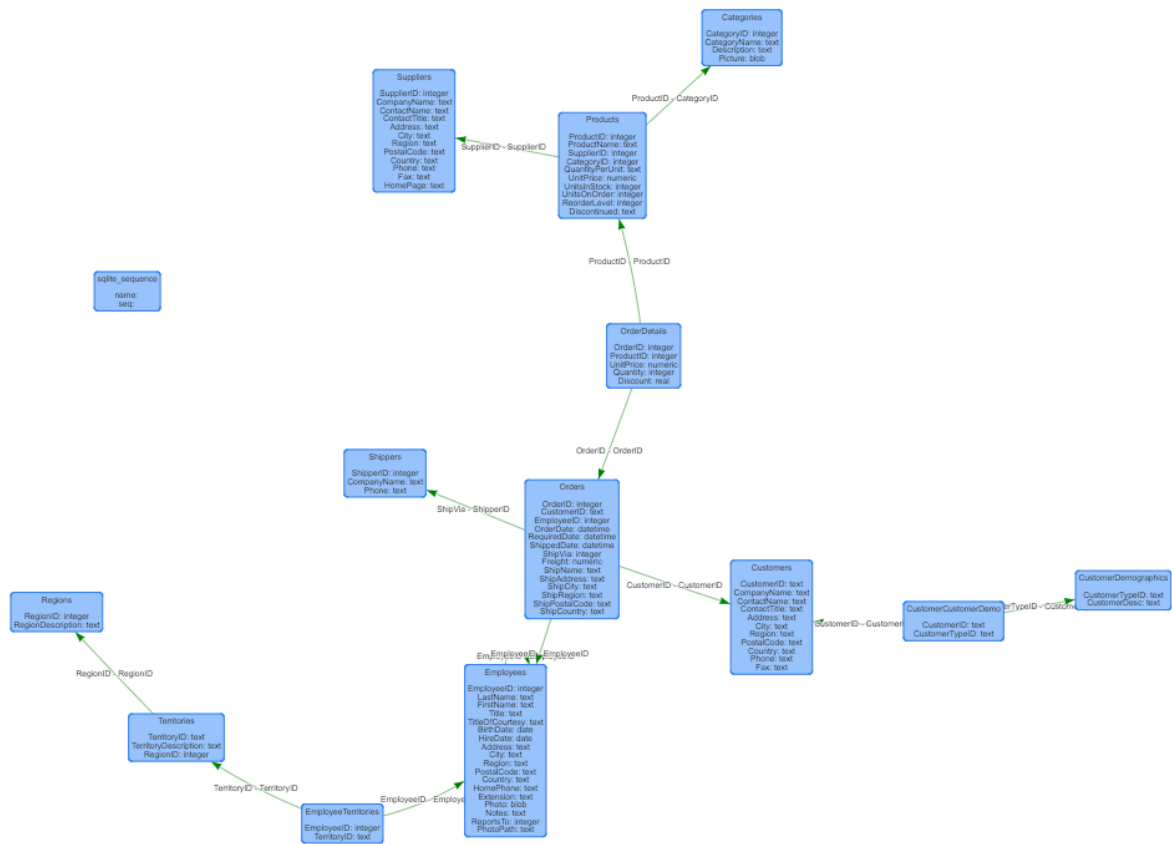 Categories
CategoryID: integer
CategoryName: text
Description: text
Picture: blob
Suppliers
SupplierID: integer
CompanyName: text
ContactName: text
ContactTitle: text
Address: text
City: text
Region: text
PostalCode: text
Country: text
Phone: text
Fax: text
HomePage: text
ProductID - CategoryID
Products
ProductID: integer
ProductName: text
SupplierID: integer
CategoryID: integer
QuantityPerUnit: text
UnitPrice: numeric
UnitsInStock: integer
UnitsOnOrder: integer
ReorderLevel: integer
Discontinued: text
SupplierID - SupplierID
ProductID - ProductID
sqlite_sequence
name:
seq:
OrderDetails
OrderID: integer
ProductID: integer
UnitPrice: numeric
Quantity: integer
Discount: real
OrderID - OrderID
Shippers
ShipperID: integer
CompanyName: text
Phone: text
ShipVia - ShipperID
Orders
OrderID: integer
CustomerID: text
EmployeeID: integer
OrderDate: datetime
RequiredDate: datetime
ShippedDate: datetime
ShipVia: integer
Freight: numeric
ShipName: text
ShipAddress: text
ShipCity: text
ShipRegion: text
ShipPostalCode: text
ShipCountry: text
CustomerID - CustomerID
Customers
CustomerID: text
CompanyName: text
ContactName: text
ContactTitle: text
Address: text
City: text
Region: text
PostalCode: text
Country: text
Phone: text
Fax: text
CustomerID - Customer
CustomerCustomerDemo
CustomerID: text
CustomerTypeID: text
erTypeID - Custome
CustomerDemographics
CustomerTypeID: text
CustomerDesc: text
Regions
RegionID: integer
RegionDescription: text
RegionID - RegionID
Territories
TerritoryID: text
TerritoryDescription: text
RegionID: integer
TerritoryID - TerritoryID
EmployeeTerritories
EmployeeID: integer
TerritoryID: text
EmployeeID - Employe
EmployeeID - EmployeeID
Employees
EmployeeID: integer
LastName: text
FirstName: text
Title: text
TitleOfCourtesy: text
BirthDate: date
HireDate: date
Address: text
City: text
Region: text
PostalCode: text
Country: text
HomePhone: text
Extension: text
Photo: blob
Notes: text
ReportsTo: integer
PhotoPath: text